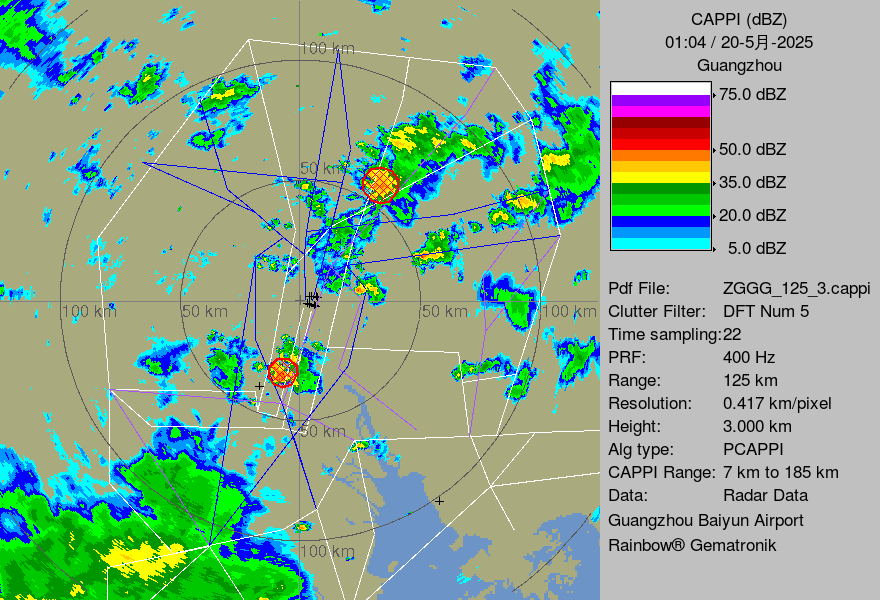 CAPPI (dBZ)
01:04 / 20-5月-2025
Guangzhou
75.0 dBZ
50.0 dBZ
35.0 dBZ
20.0 dBZ
5.0 dBZ
Pdf File: ZGGG_125_3.cappi
Clutter Filter: DFT Num 5
Time sampling:22
PRF: 400 Hz
Range: 125 km
Resolution: 0.417 km/pixel
Height: 3.000 km
Alg type: PCAPPI
CAPPI Range: 7 km to 185 km
Data: Radar Data
Guangzhou Baiyun Airport
Rainbow® Gematronik
100 km
50 km
100 km
50 km
50 km
100 km
50 km
100 km